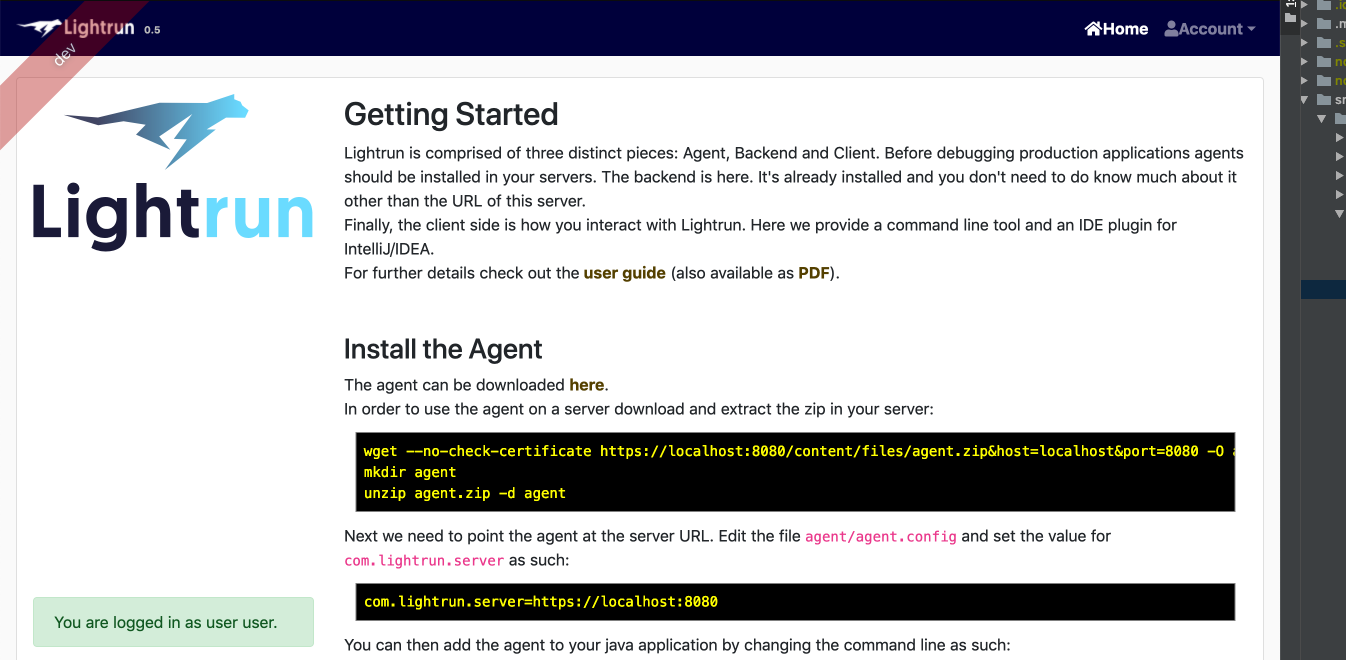 Lightrun 0.5
Home Account
dev
Lightrun
Getting Started
Lightrun is comprised of three distinct pieces: Agent, Backend and Client. Before debugging production applications agents
should be installed in your servers. The backend is here. It's already installed and you don't need to do know much about it
other than the URL of this server.
Finally, the client side is how you interact with Lightrun. Here we provide a command line tool and an IDE plugin for
IntelliJ/IDEA.
For further details check out the user guide (also available as PDF).
Install the Agent
The agent can be downloaded here.
In order to use the agent on a server download and extract the zip in your server:
wget --no-check-certificate https://localhost:8080/content/files/agent.zip&host=localhost&port=8080 -O
mkdir agent
unzip agent.zip -d agent
Next we need to point the agent at the server URL. Edit the file agent/agent.config and set the value for
com.lightrun.server as such:
com.lightrun.server=https://localhost:8080
You can then add the agent to your java application by changing the command line as such:
You are logged in as user user.